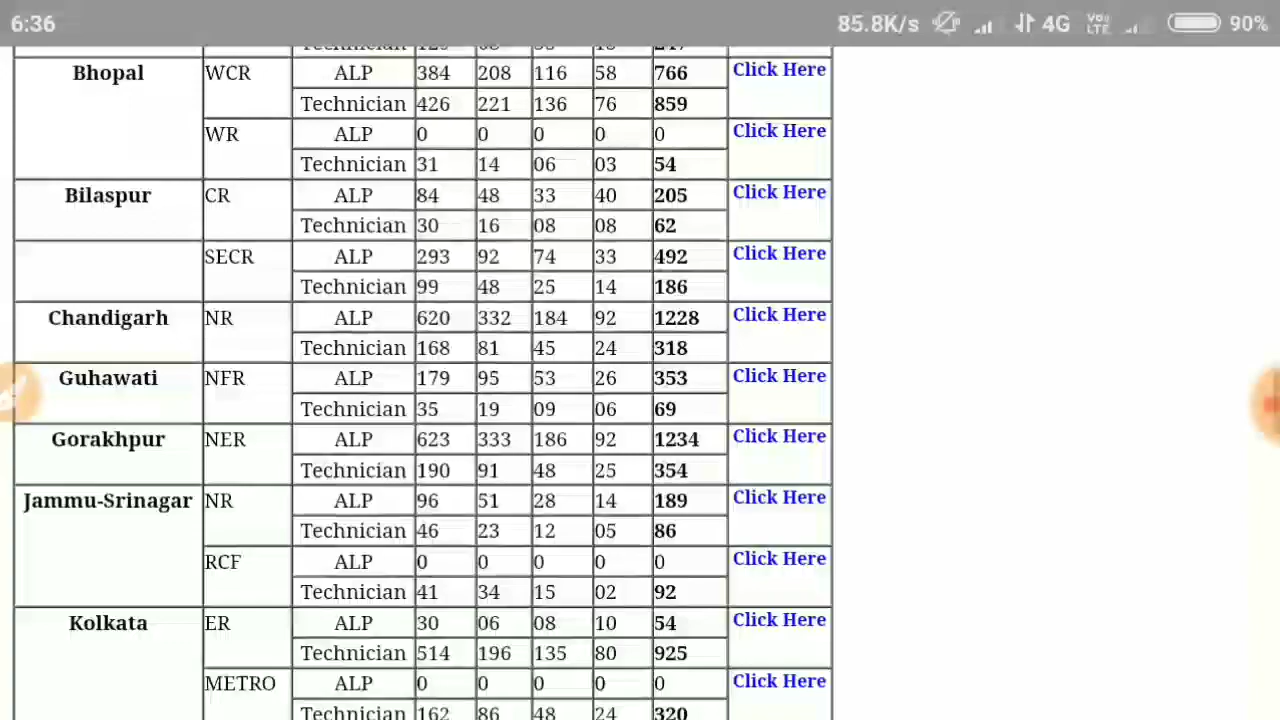 6:36 85.8K/s 4G VoLTE 90%
Technician 129 68 247
Bhopal WCR ALP 384 208 116 58 766 Click Here
Technician 426 221 136 76 859
WR ALP 0 0 0 0 0 Click Here
Technician 31 14 06 03 54
Bilaspur CR ALP 84 48 33 40 205 Click Here
Technician 30 16 08 08 62
SECR ALP 293 92 74 33 492 Click Here
Technician 99 48 25 14 186
Chandigarh NR ALP 620 332 184 92 1228 Click Here
Technician 168 81 45 24 318
Guhawati NFR ALP 179 95 53 26 353 Click Here
Technician 35 19 09 06 69
Gorakhpur NER ALP 623 333 186 92 1234 Click Here
Technician 190 91 48 25 354
Jammu-Srinagar NR ALP 96 51 28 14 189 Click Here
Technician 46 23 12 05 86
RCF ALP 0 0 0 0 0 Click Here
Technician 41 34 15 02 92
Kolkata ER ALP 30 06 08 10 54 Click Here
Technician 514 196 135 80 925
METRO ALP 0 0 0 0 0 Click Here
Technician 162 86 48 24 320